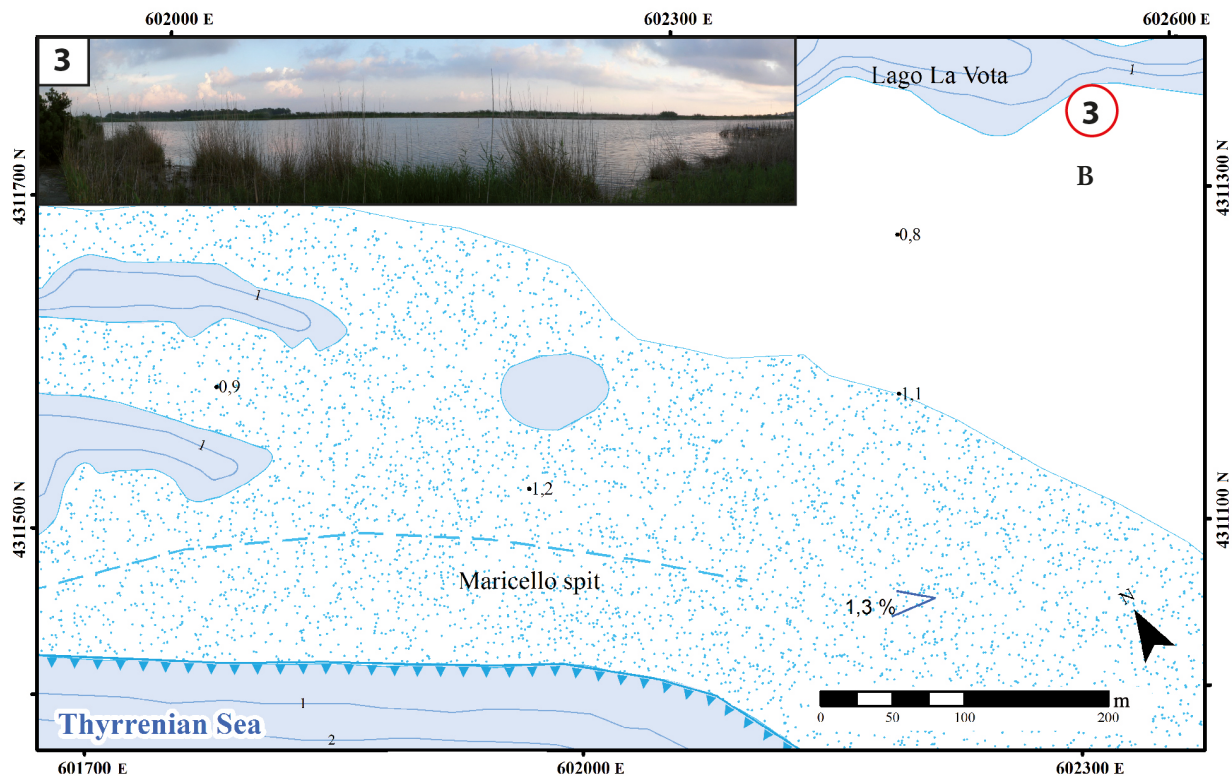 602000 E
602300 E
602600 E
3
Lago La Vota
1
3
B
4311700 N
4311300 N
0,8
1
0,9
1,1
1
1,2
4311500 N
4311100 N
Maricello spit
1,3 %
N
1
Thyrrenian Sea
2
m
0 50 100 200
601700 E
602000 E
602300 E